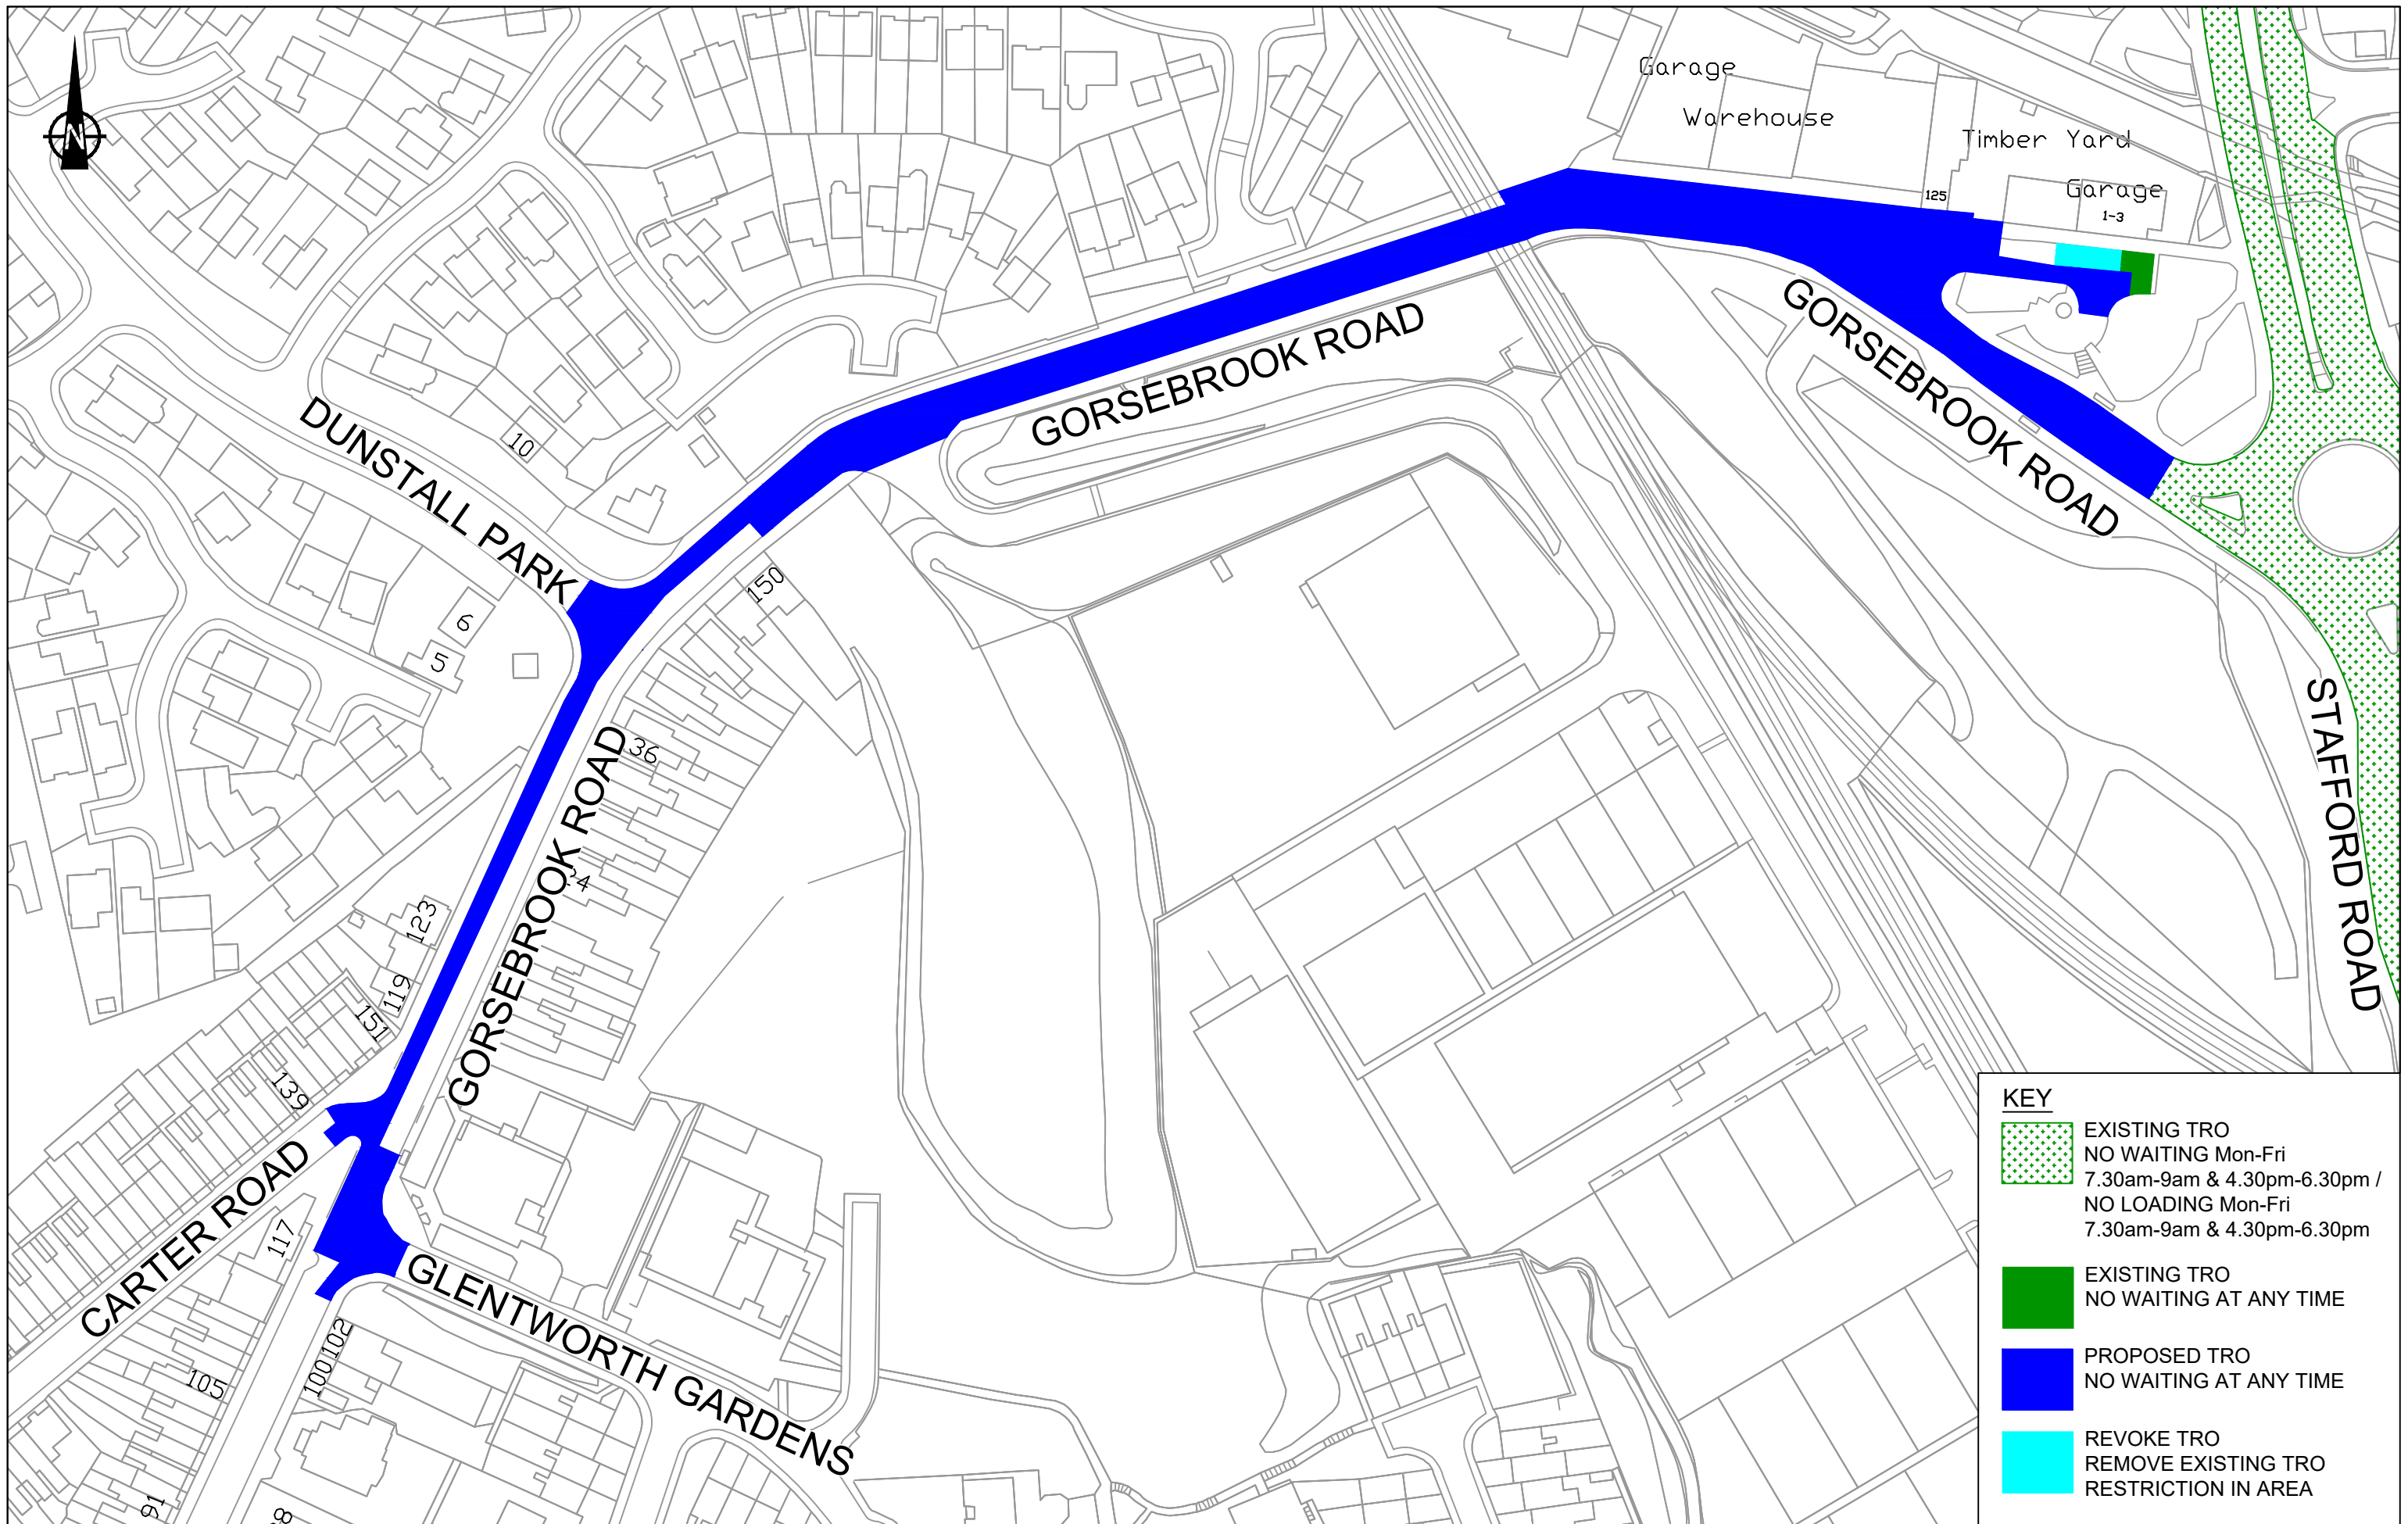 Garage
Warehouse
Timber Yard
Garage
125
1-3
N
GORSEBROOK ROAD
GORSEBROOK ROAD
DUNSTALL PARK
10
150
6
5
36
GORSEBROOK ROAD
24
123
119
151
139
STAFFORD ROAD
CARTER ROAD
117
GLENTWORTH GARDENS
102
100
105
91
KEY
EXISTING TRO
NO WAITING Mon-Fri
7.30am-9am & 4.30pm-6.30pm /
NO LOADING Mon-Fri
7.30am-9am & 4.30pm-6.30pm
EXISTING TRO
NO WAITING AT ANY TIME
PROPOSED TRO
NO WAITING AT ANY TIME
REVOKE TRO
REMOVE EXISTING TRO
RESTRICTION IN AREA